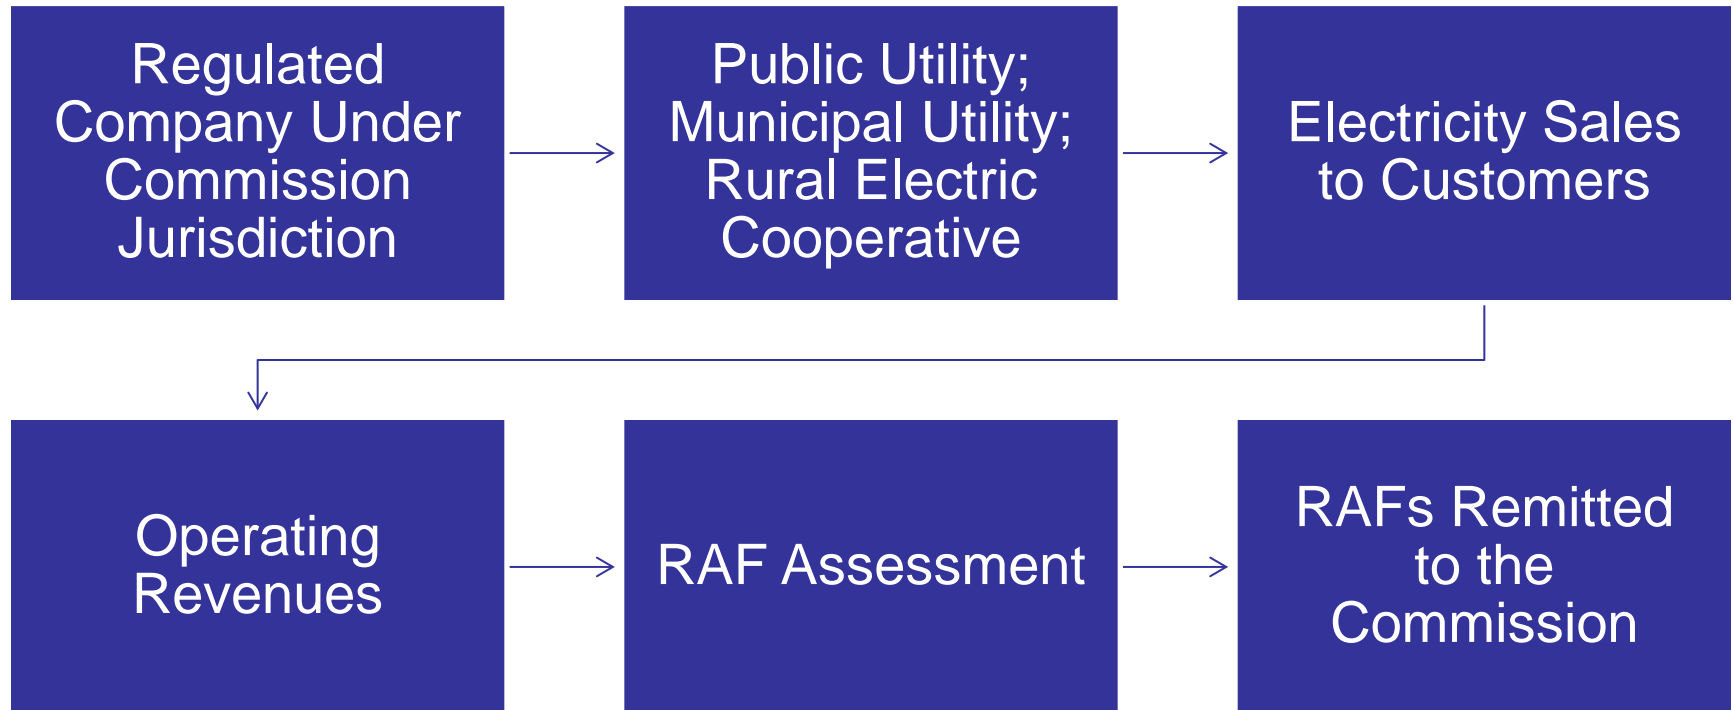 Regulated
Company Under
Commission
Jurisdiction
Public Utility;
Municipal Utility;
Rural Electric
Cooperative
Electricity Sales
to Customers
Operating
Revenues
RAF Assessment
RAFs Remitted
to the
Commission